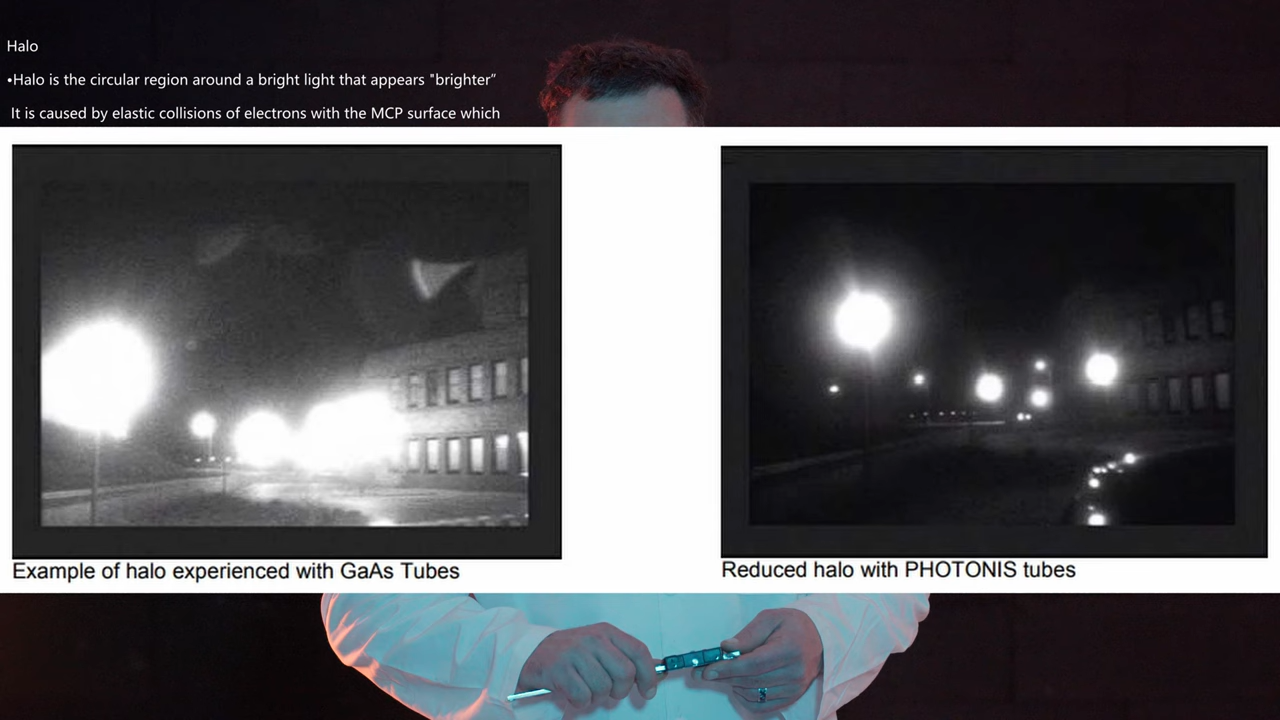 Halo
•Halo is the circular region around a bright light that appears "brighter”
It is caused by elastic collisions of electrons with the MCP surface which
Example of halo experienced with GaAs Tubes
Reduced halo with PHOTONIS tubes